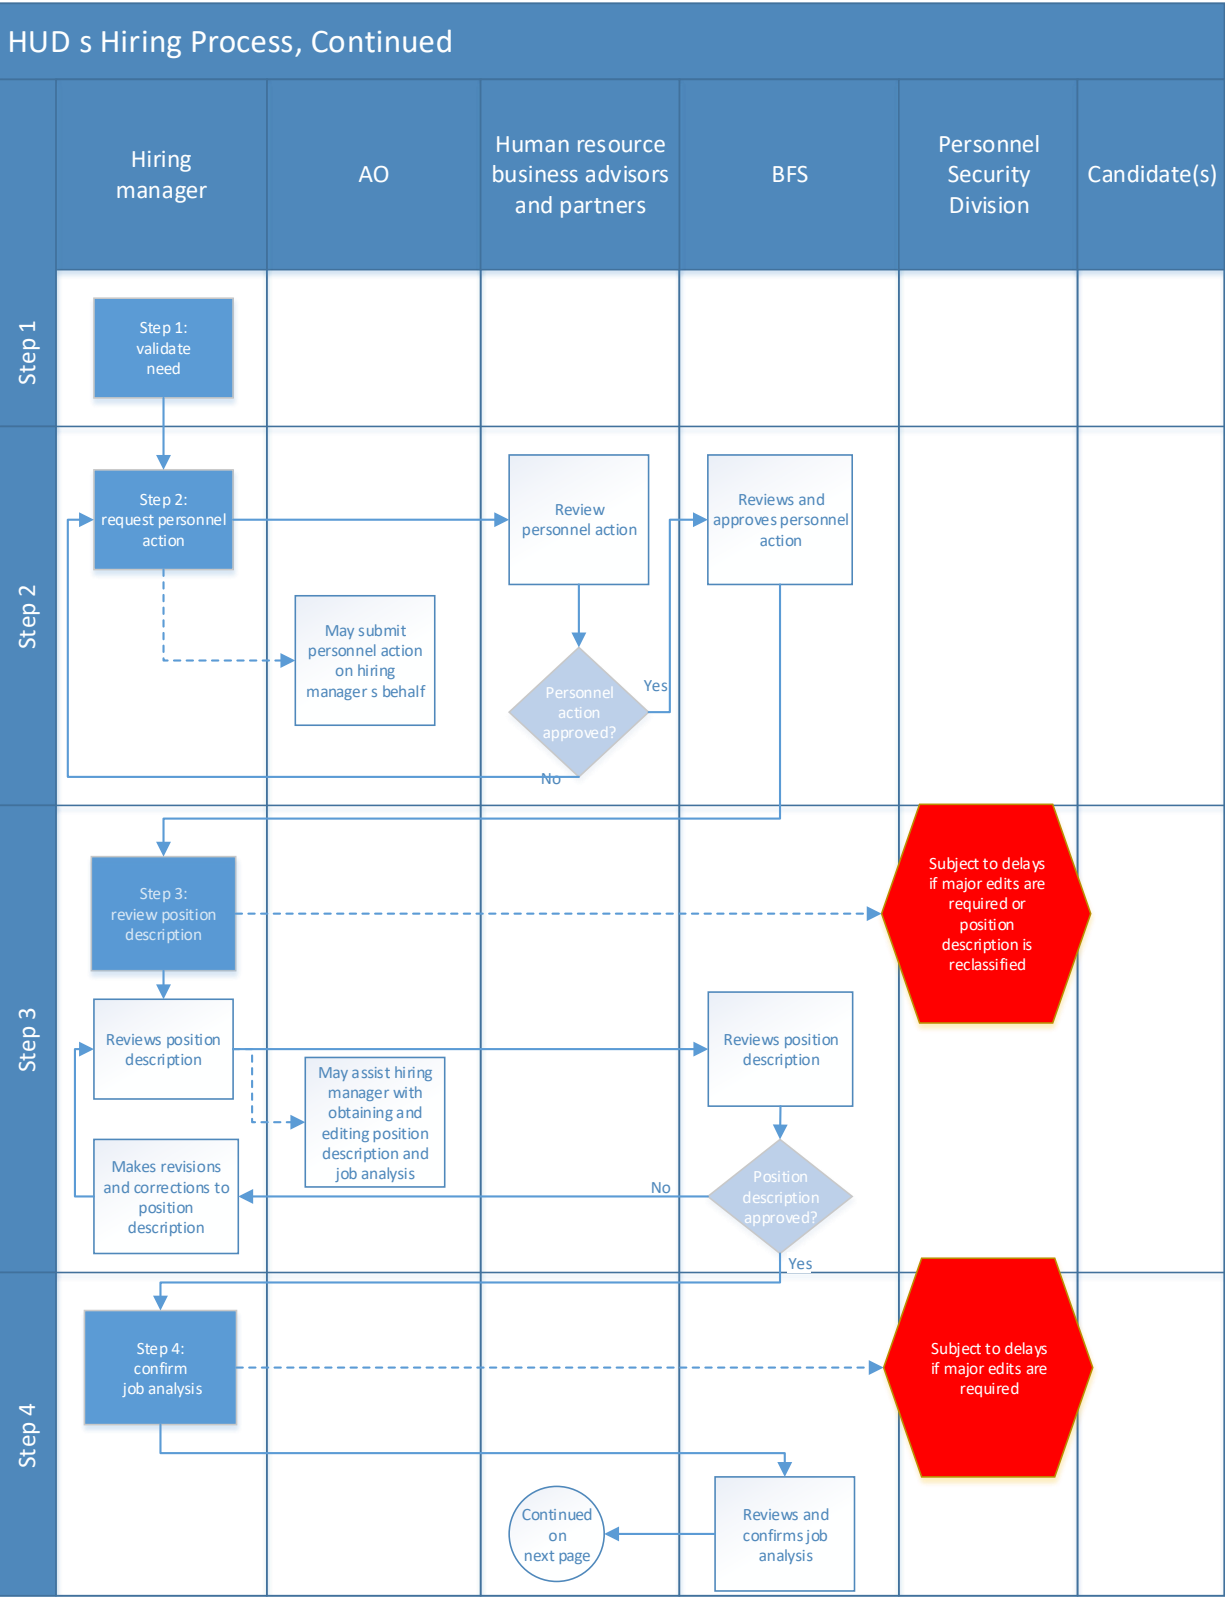 HUD s Hiring Process, Continued
Hiring
manager
AO
Human resource
business advisors
and partners
BFS
Personnel
Security
Division
Candidate(s)
Step 1
Step 1:
validate
need
Step 2
Step 2:
request personnel
action
Review
personnel action
Reviews and
approves personnel
action
May submit
personnel action
on hiring
manager s behalf
Personnel
action
approved?
Yes
No
Step 3
Step 3:
review position
description
Subject to delays
if major edits are
required or
position
description is
reclassified
Reviews position
description
Reviews position
description
May assist hiring
manager with
obtaining and
editing position
description and
job analysis
Makes revisions
and corrections to
position
description
No
Position
description
approved?
Yes
Step 4
Step 4:
confirm
job analysis
Subject to delays
if major edits are
required
Continued
on
next page
Reviews and
confirms job
analysis